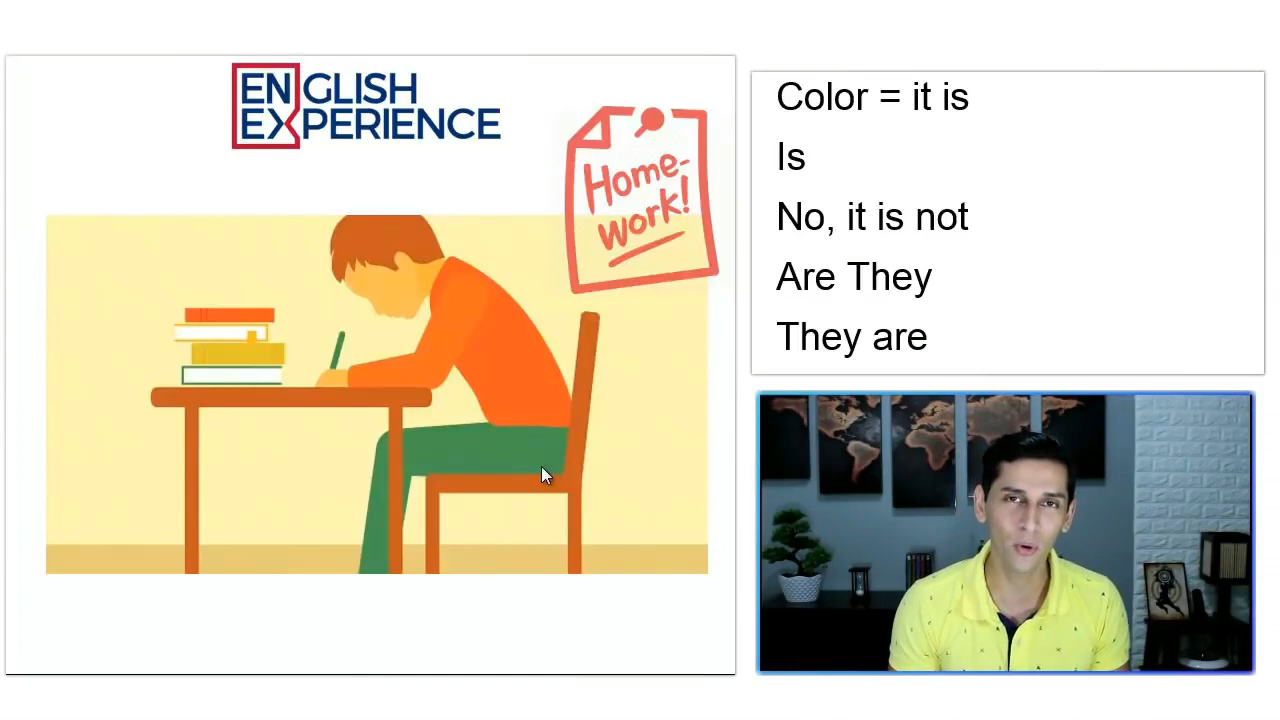 ENGLISH
EXPERIENCE
Home-
work!
Color = it is
Is
No, it is not
Are They
They are